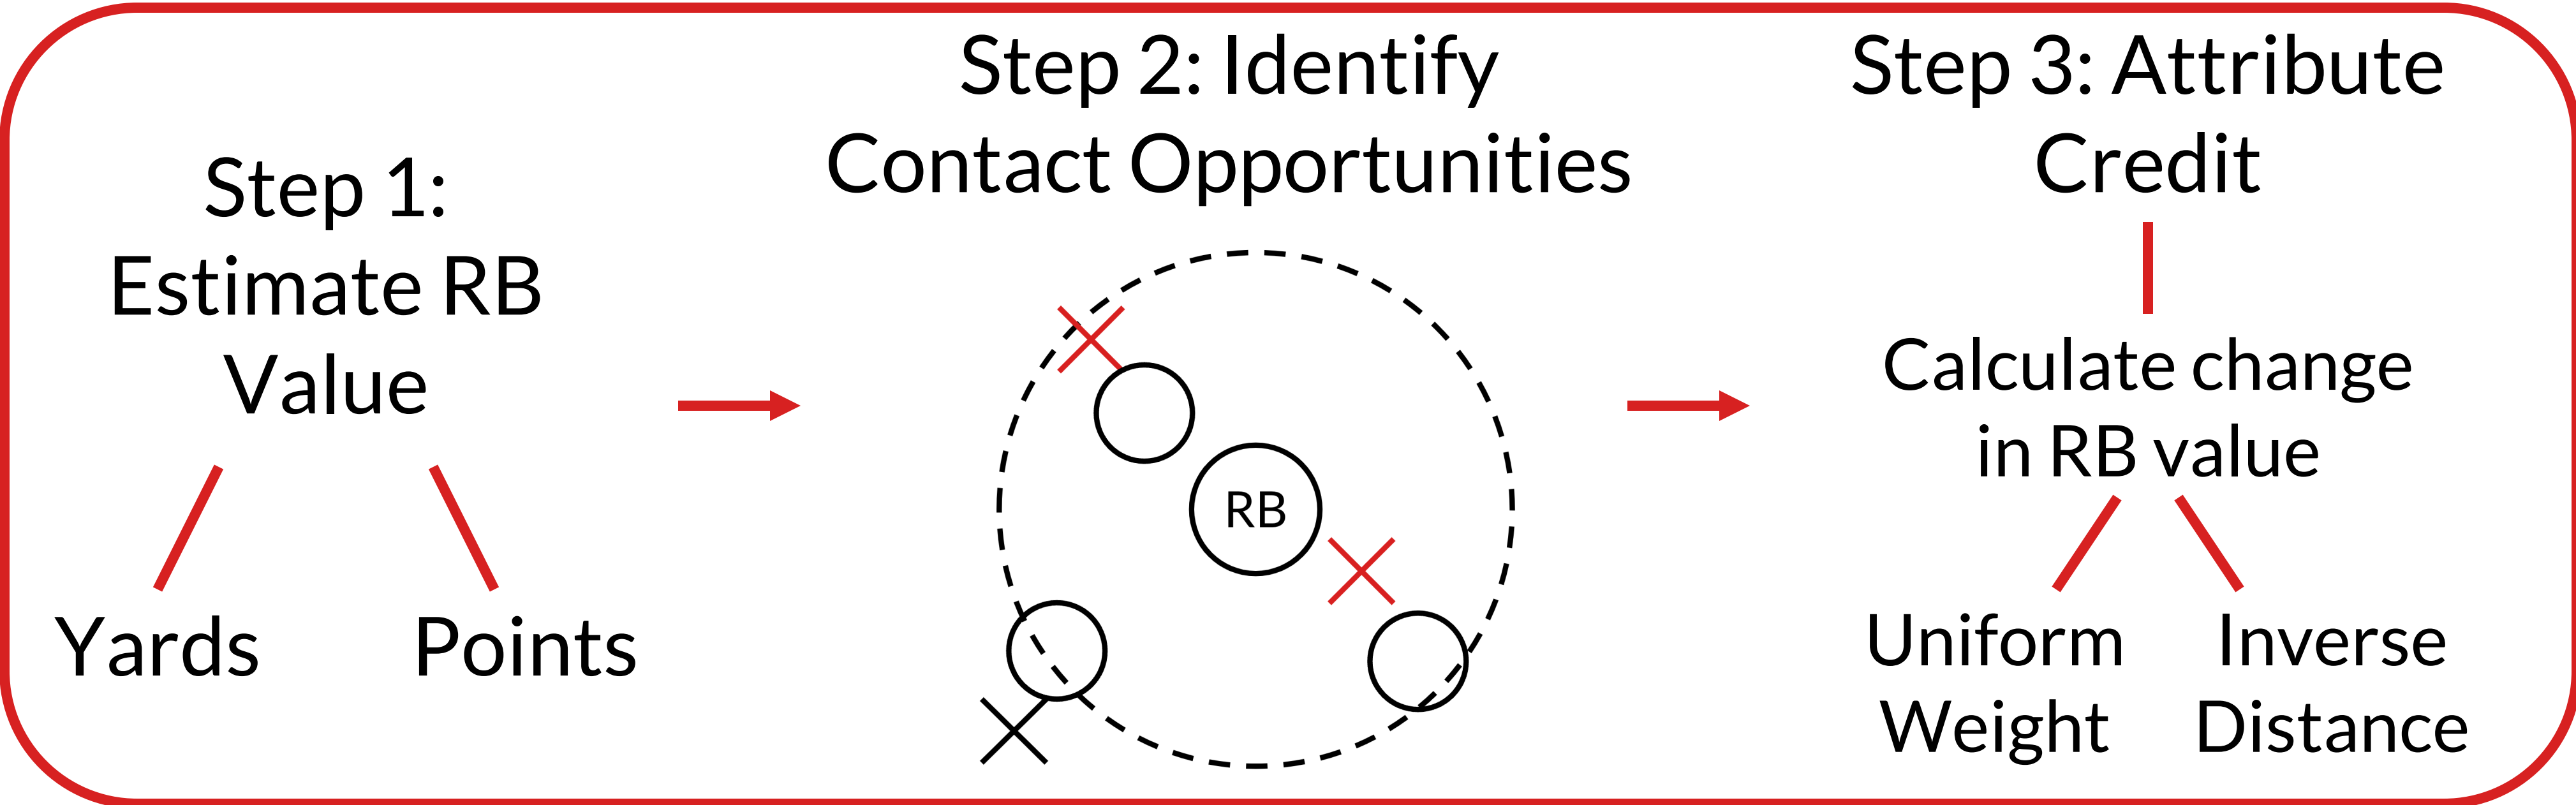 Step 1:
Estimate RB
Value
Yards
Points
Step 2: Identify
Contact Opportunities
RB
Step 3: Attribute
Credit
Calculate change
in RB value
Uniform
Weight
Inverse
Distance